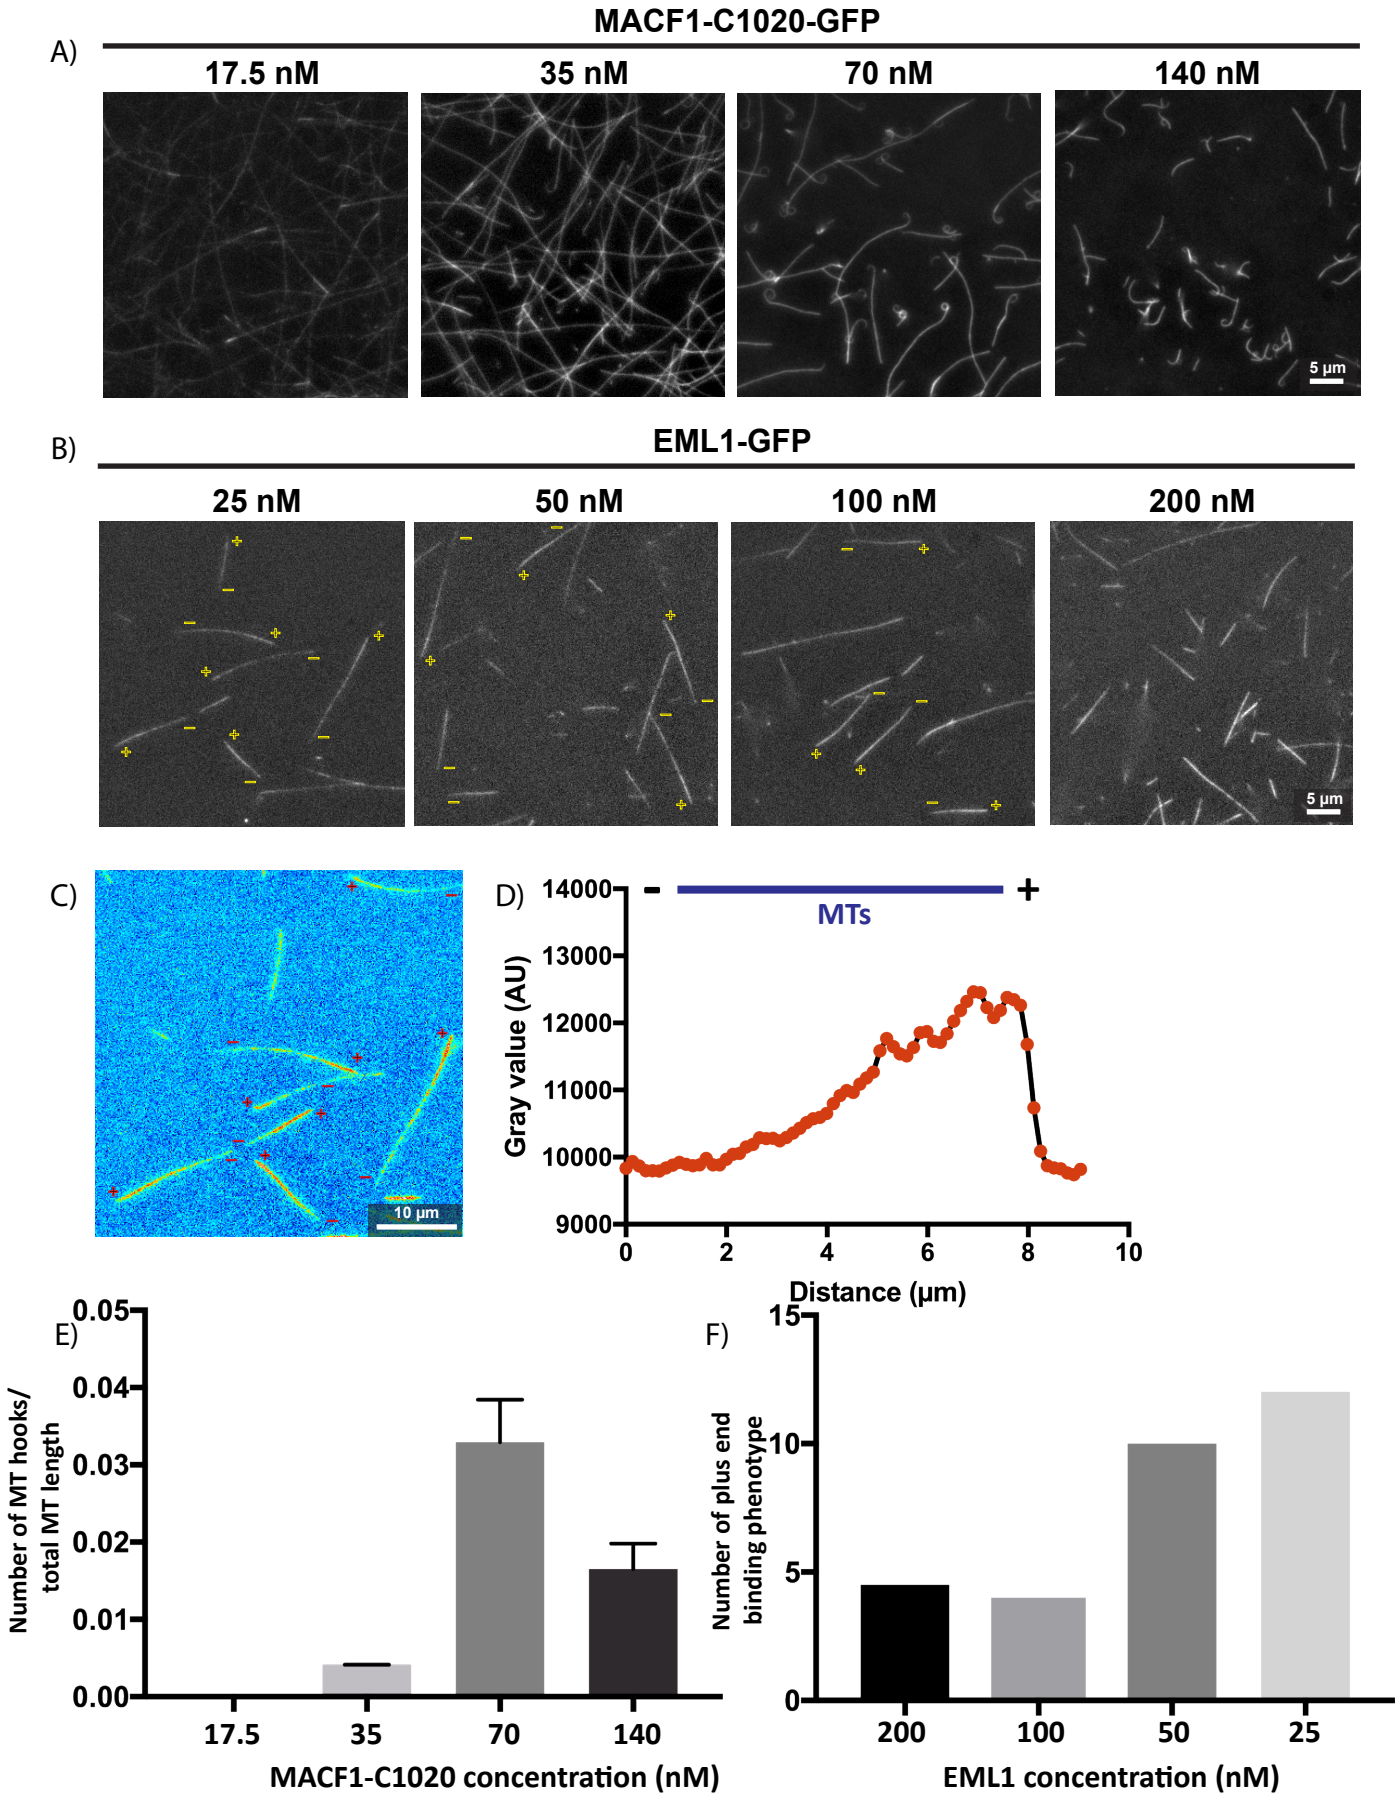 MACF1-C1020-GFP
A)
17.5 nM 35 nM 70 nM 140 nM
5 µm
EML1-GFP
B)
25 nM 50 nM 100 nM 200 nM
+ − − + − + + − + − + − + −
− − + + + − − − − +
− + − − + + − +
5 µm
C)
+ − − + + − + + + − − + − −
10 µm
D)
- MTs +
Gray value (AU)
14000
13000
12000
11000
10000
9000
0 2 4 6 8 10
Distance (µm)
E)
Number of MT hooks/
total MT length
0.05
0.04
0.03
0.02
0.01
0.00
17.5 35 70 140
MACF1-C1020 concentration (nM)
F)
Number of plus end
binding phenotype
15
10
5
0
200 100 50 25
EML1 concentration (nM)